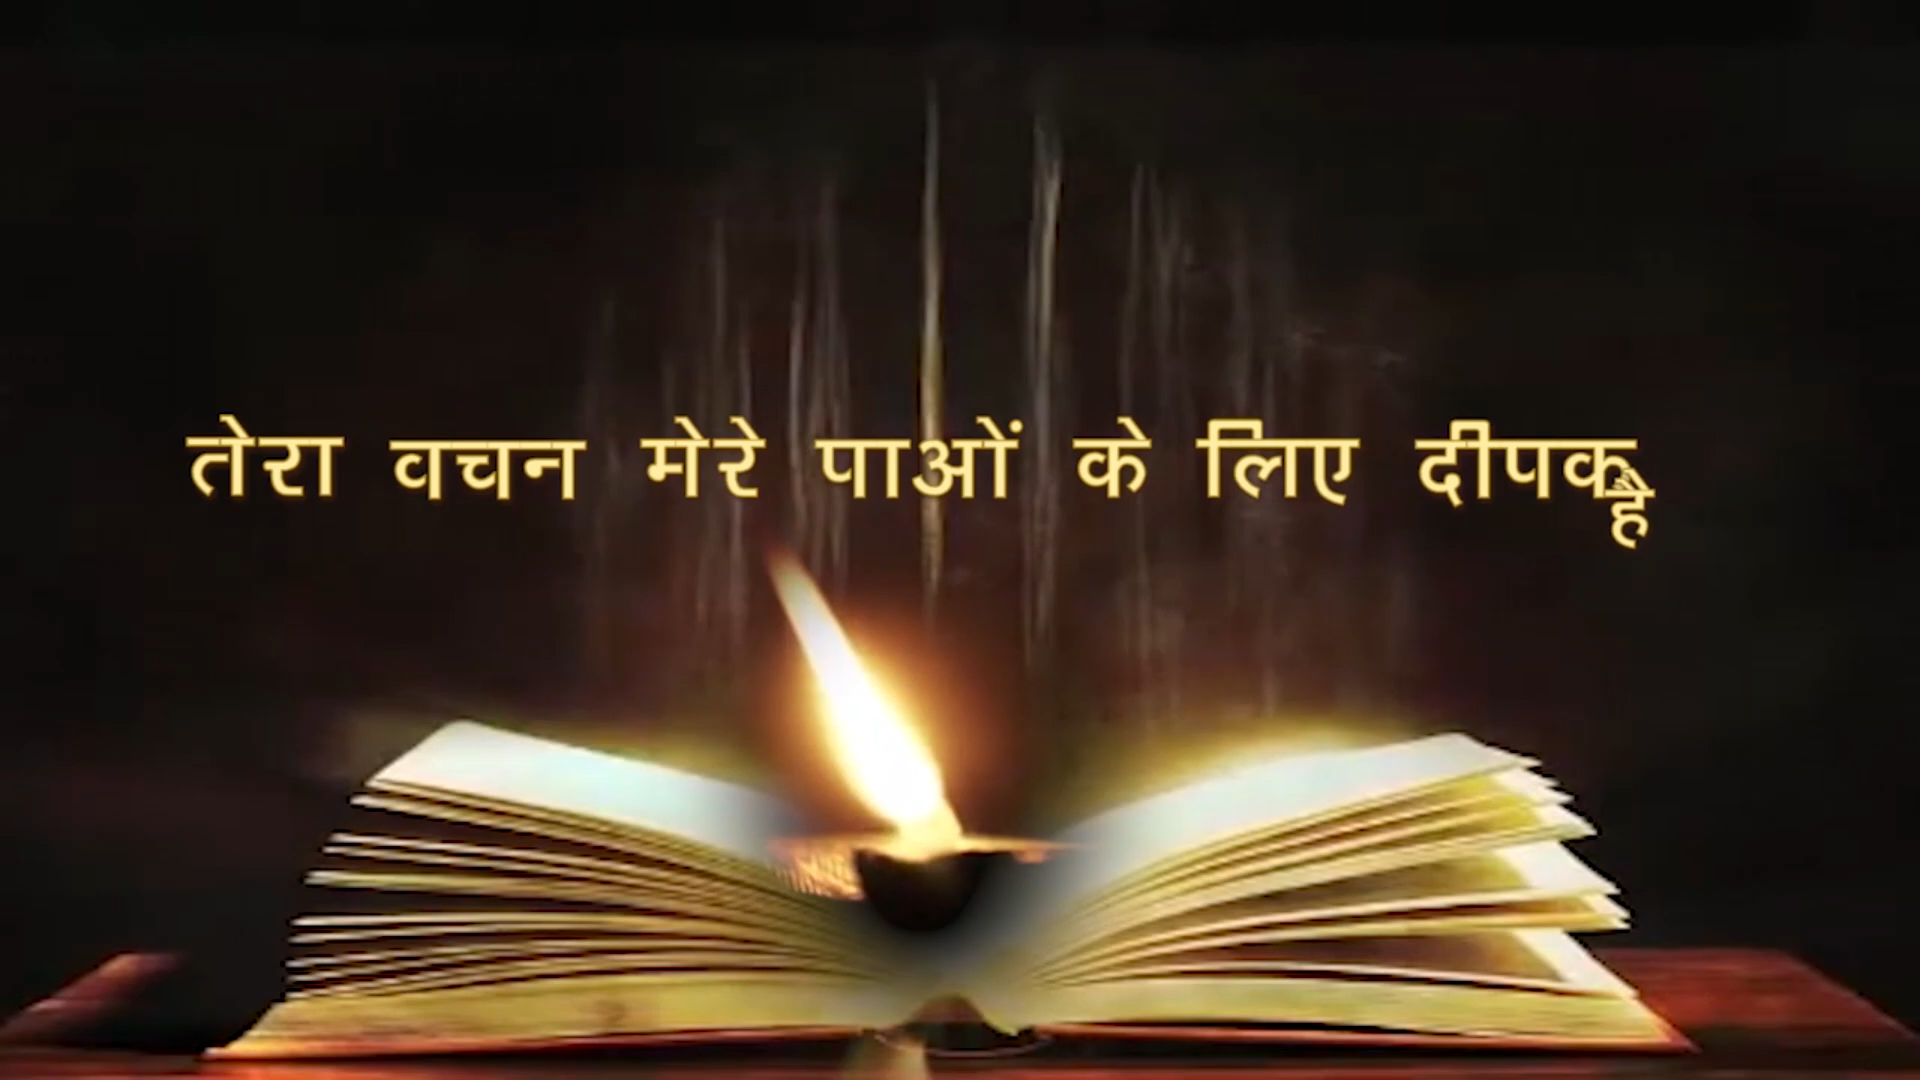 तेरा वचन मेरे पाओं के लिए दीपक है